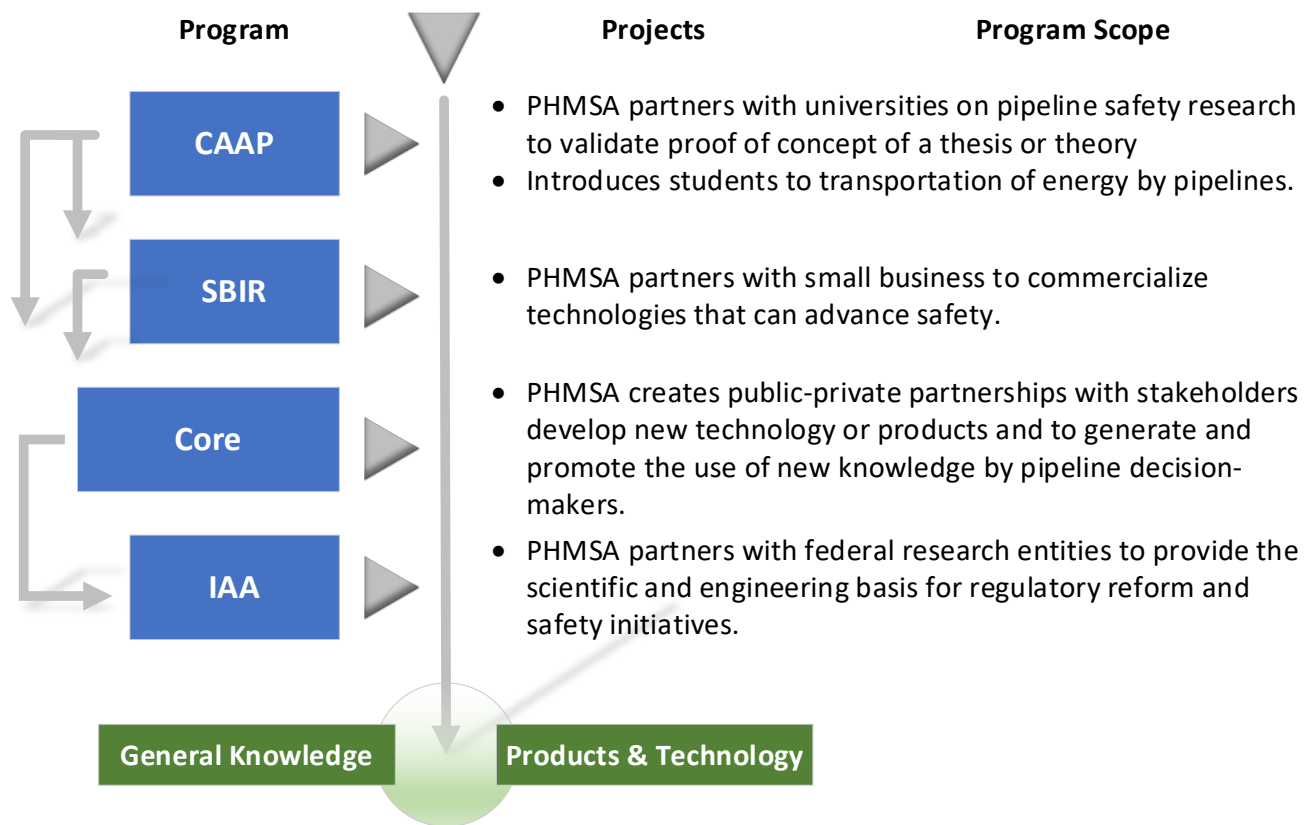 Program Projects Program Scope
CAAP
• PHMSA partners with universities on pipeline safety research
to validate proof of concept of a thesis or theory
• Introduces students to transportation of energy by pipelines.
SBIR
• PHMSA partners with small business to commercialize
technologies that can advance safety.
Core
• PHMSA creates public-private partnerships with stakeholders
develop new technology or products and to generate and
promote the use of new knowledge by pipeline decision-
makers.
IAA
• PHMSA partners with federal research entities to provide the
scientific and engineering basis for regulatory reform and
safety initiatives.
General Knowledge
Products & Technology